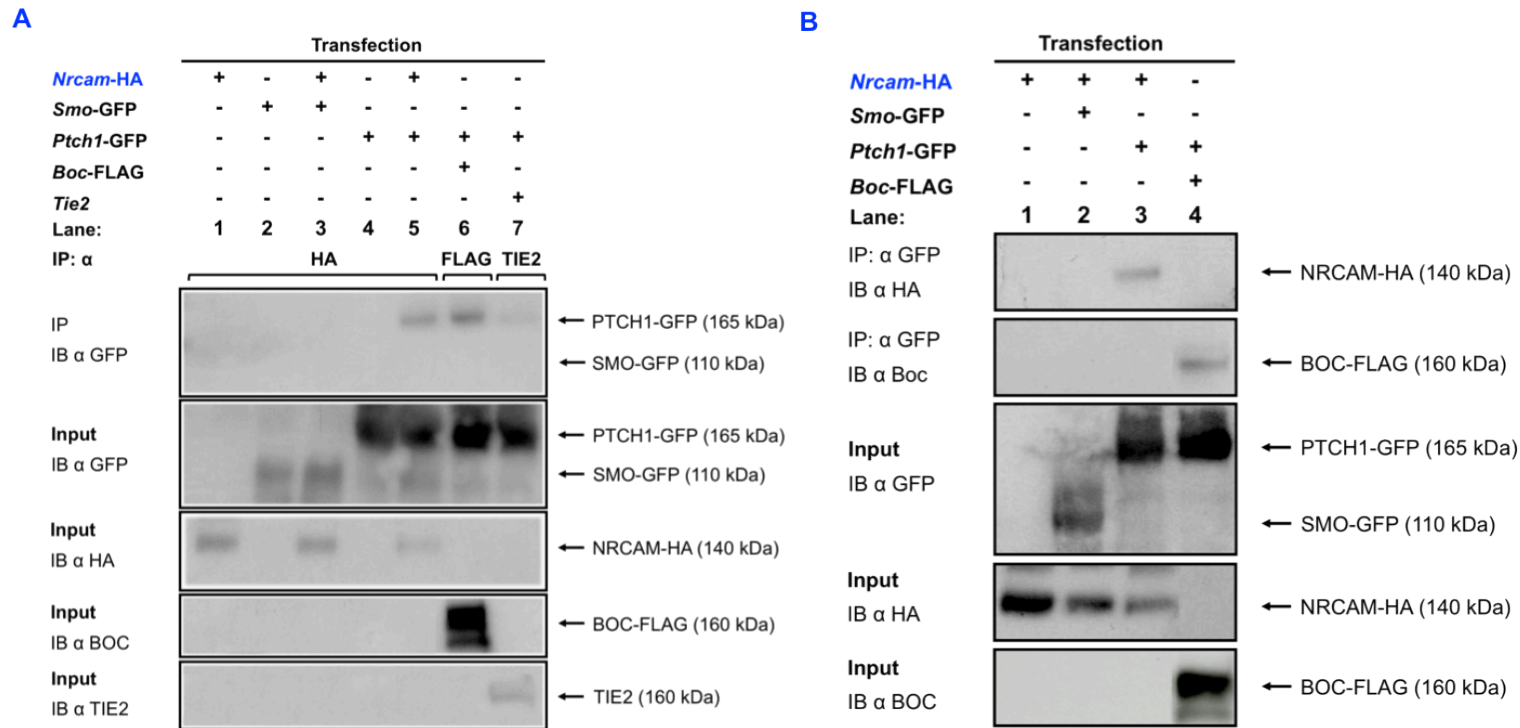 A
Transfection
Nrcam-HA + - + - + - -
Smo-GFP - + + - - - -
Ptch1-GFP - - - + + + +
Boc-FLAG - - - - - + -
Tie2 - - - - - - +
Lane: 1 2 3 4 5 6 7
IP: α HA FLAG TIE2
IP
IB α GFP
PTCH1-GFP (165 kDa)
SMO-GFP (110 kDa)
Input
IB α GFP
PTCH1-GFP (165 kDa)
SMO-GFP (110 kDa)
Input
IB α HA
NRCAM-HA (140 kDa)
Input
IB α BOC
BOC-FLAG (160 kDa)
Input
IB α TIE2
TIE2 (160 kDa)
B
Transfection
Nrcam-HA + + + -
Smo-GFP - + - -
Ptch1-GFP - - + +
Boc-FLAG - - - +
Lane: 1 2 3 4
IP: α GFP
IB α HA
NRCAM-HA (140 kDa)
IP: α GFP
IB α Boc
BOC-FLAG (160 kDa)
Input
IB α GFP
PTCH1-GFP (165 kDa)
SMO-GFP (110 kDa)
Input
IB α HA
NRCAM-HA (140 kDa)
Input
IB α BOC
BOC-FLAG (160 kDa)